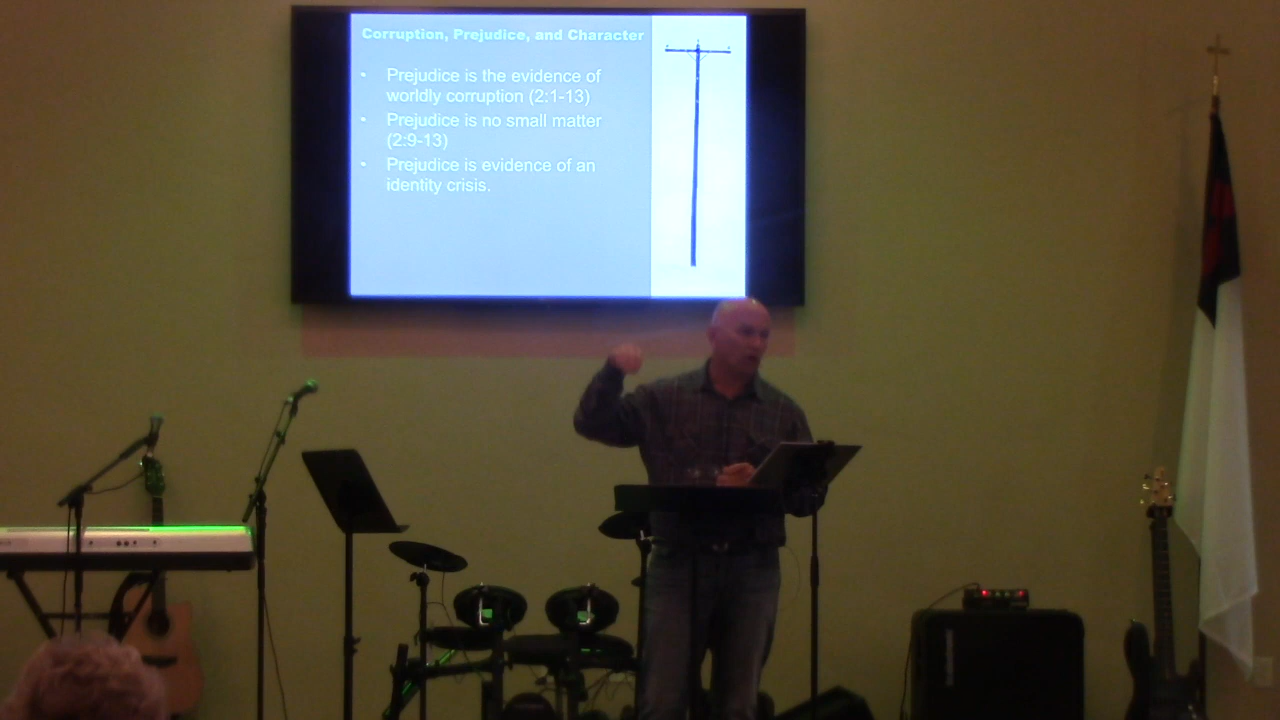 Corruption, Prejudice, and Character
• Prejudice is the evidence of
worldly corruption (2:1-13)
• Prejudice is no small matter
(2:9-13)
• Prejudice is evidence of an
identity crisis.